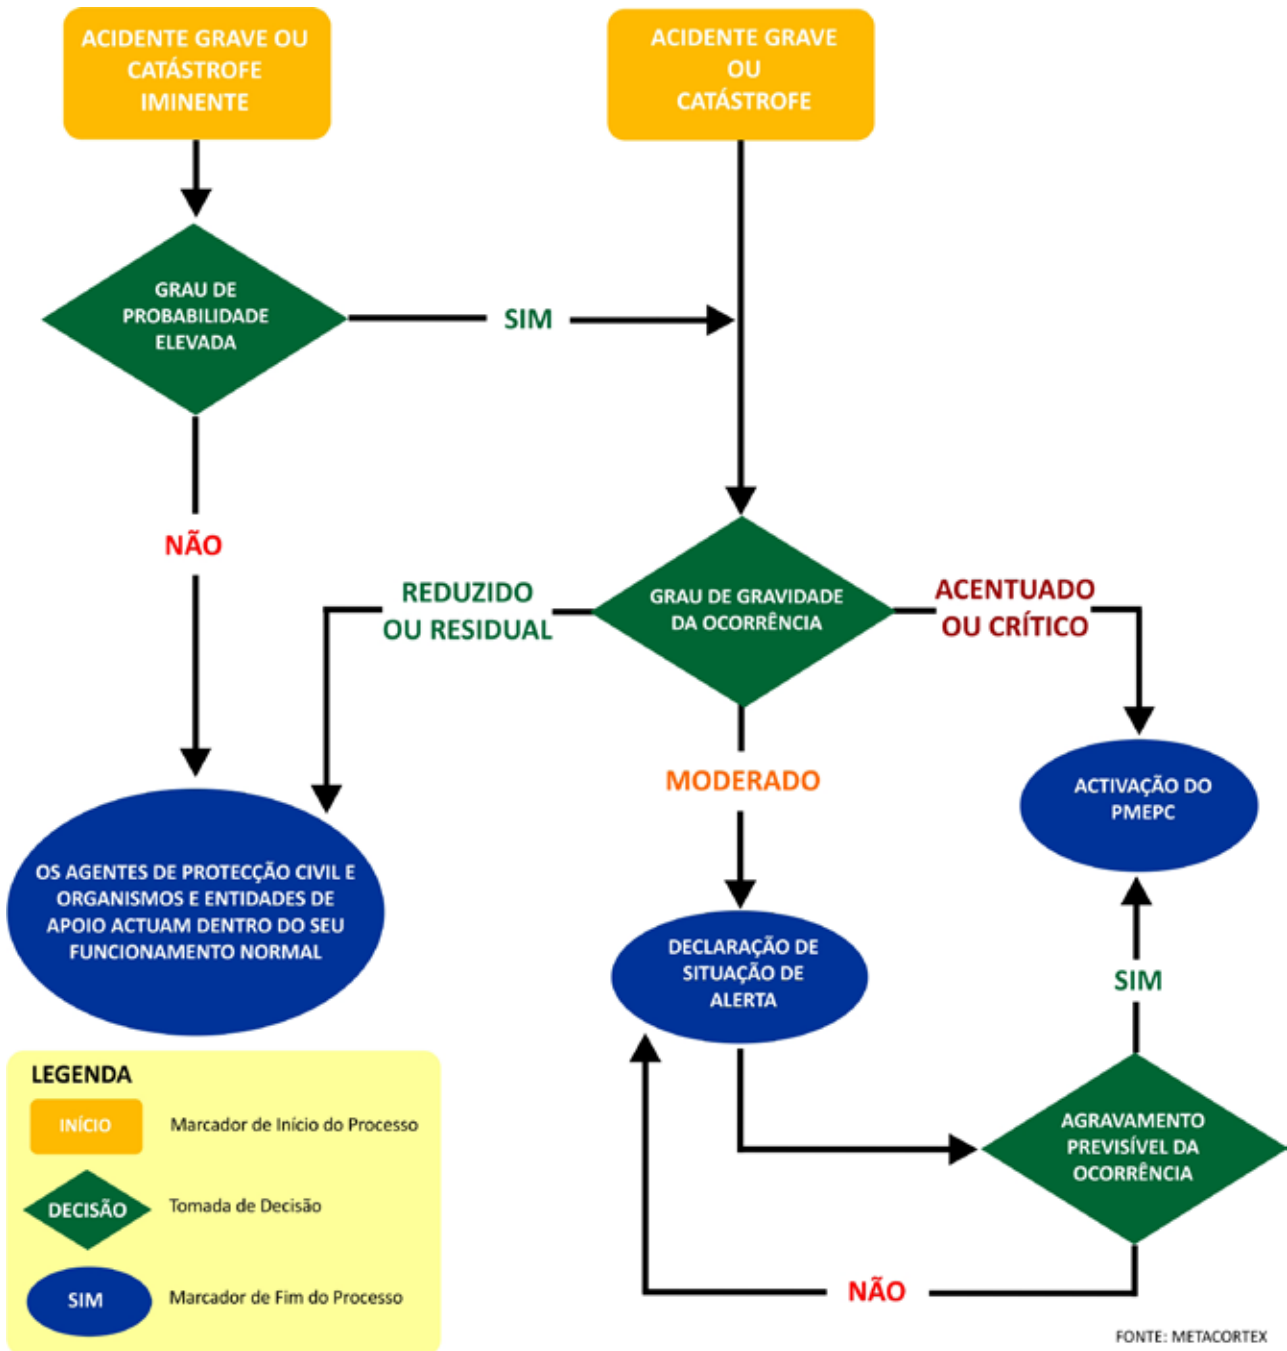 ACIDENTE GRAVE OU
CATÁSTROFE
IMINENTE
ACIDENTE GRAVE
OU
CATÁSTROFE
GRAU DE
PROBABILIDADE
ELEVADA
SIM
NÃO
REDUZIDO
OU RESIDUAL
GRAU DE GRAVIDADE
DA OCORRÊNCIA
ACENTUADO
OU CRÍTICO
MODERADO
ACTIVAÇÃO DO
PMEPC
OS AGENTES DE PROTECÇÃO CIVIL E
ORGANISMOS E ENTIDADES DE
APOIO ACTUAM DENTRO DO SEU
FUNCIONAMENTO NORMAL
DECLARAÇÃO DE
SITUAÇÃO DE
ALERTA
SIM
AGRAVAMENTO
PREVISÍVEL DA
OCORRÊNCIA
NÃO
LEGENDA
INÍCIO
Marcador de Início do Processo
DECISÃO
Tomada de Decisão
SIM
Marcador de Fim do Processo
FONTE: METACORTEX